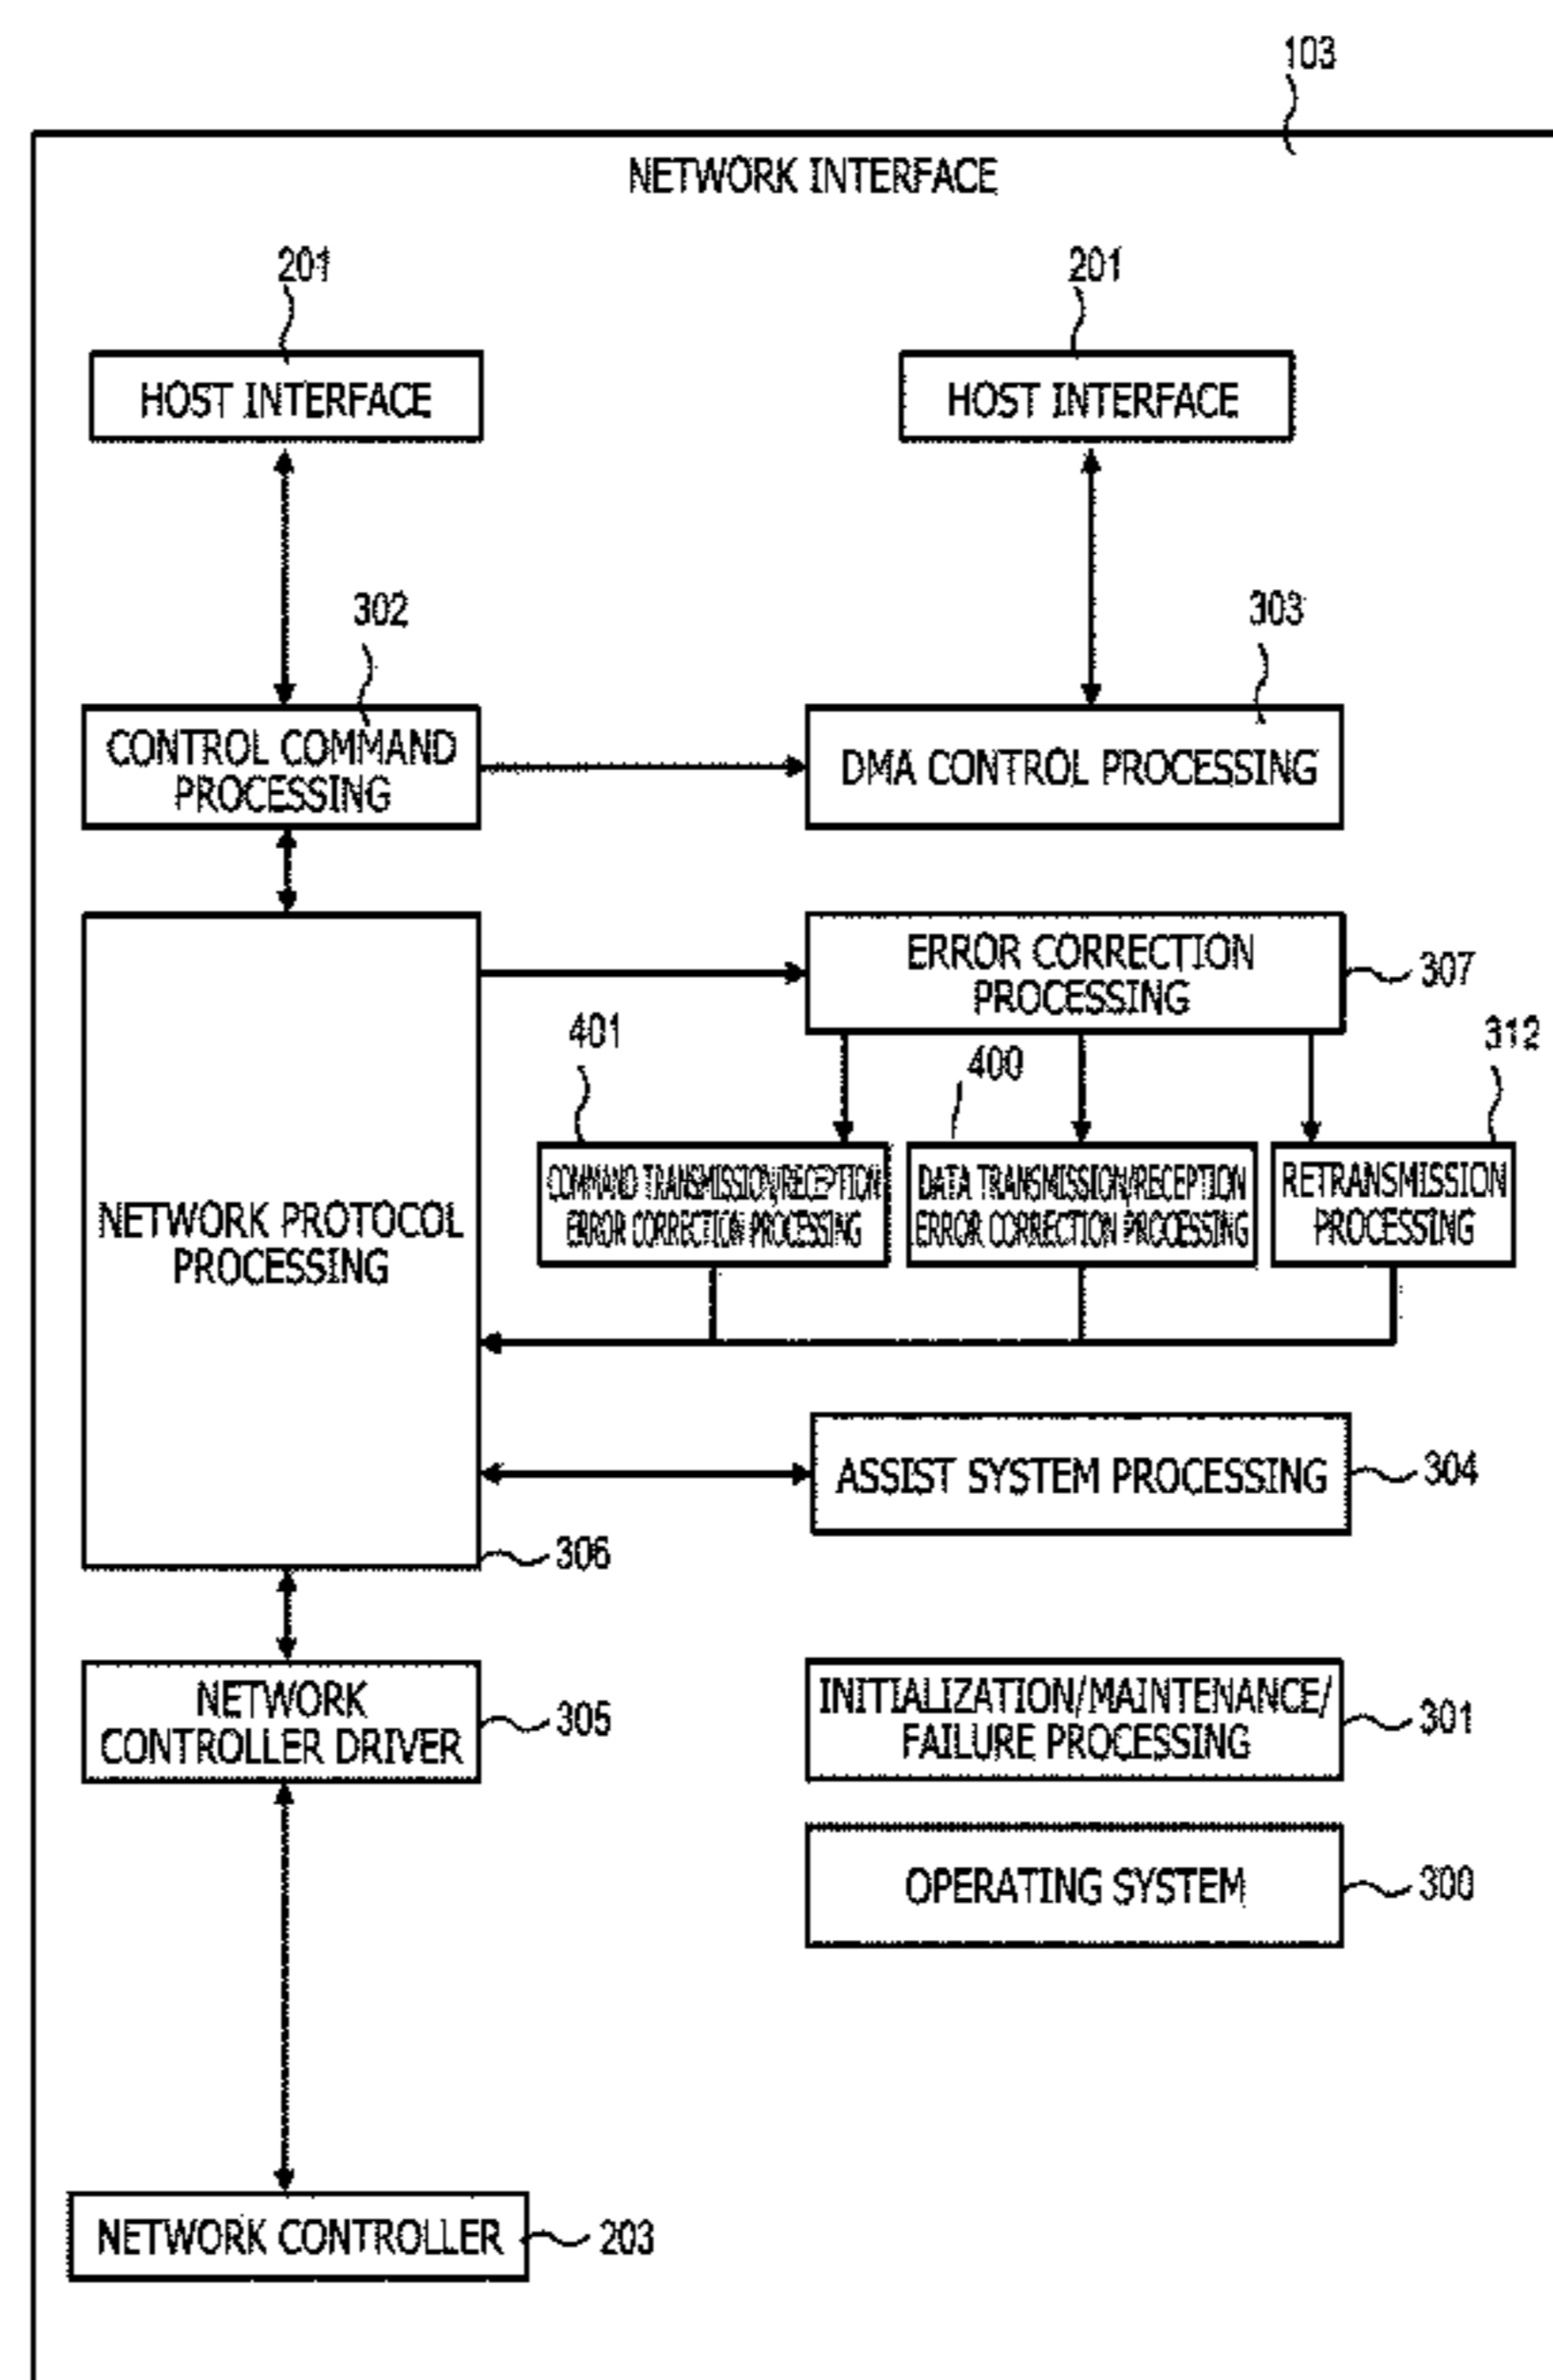 103
NETWORK INTERFACE
201
201
HOST INTERFACE
HOST INTERFACE
302
303
CONTROL COMMAND
PROCESSING
DMA CONTROL PROCESSING
ERROR CORRECTION
PROCESSING
307
401
400
312
COMMAND TRANSMISSION/RECEPTION
ERROR CORRECTION PROCESSING
DATA TRANSMISSION/RECEPTION
ERROR CORRECTION PROCESSING
RETRANSMISSION
PROCESSING
NETWORK PROTOCOL
PROCESSING
ASSIST SYSTEM PROCESSING
304
306
NETWORK
CONTROLLER DRIVER
305
INITIALIZATION/MAINTENANCE/
FAILURE PROCESSING
301
OPERATING SYSTEM
300
NETWORK CONTROLLER
203